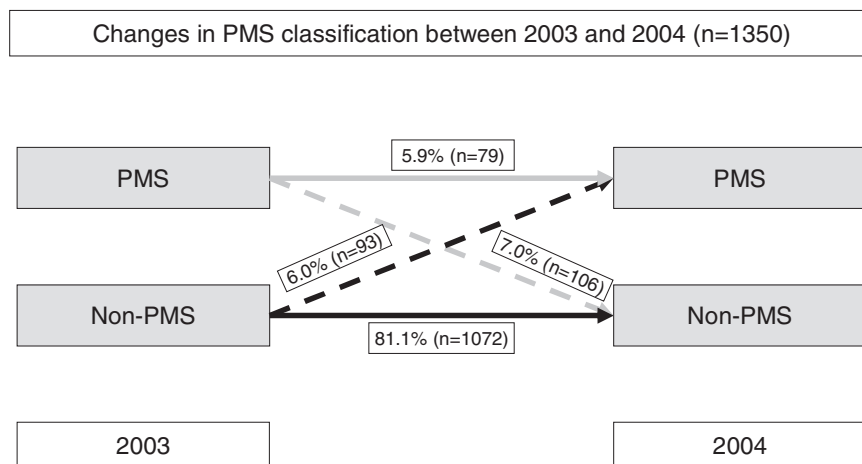 Changes in PMS classification between 2003 and 2004 (n=1350)
5.9% (n=79)
PMS
PMS
6.0% (n=93)
7.0% (n=106)
Non-PMS
Non-PMS
81.1% (n=1072)
2003
2004